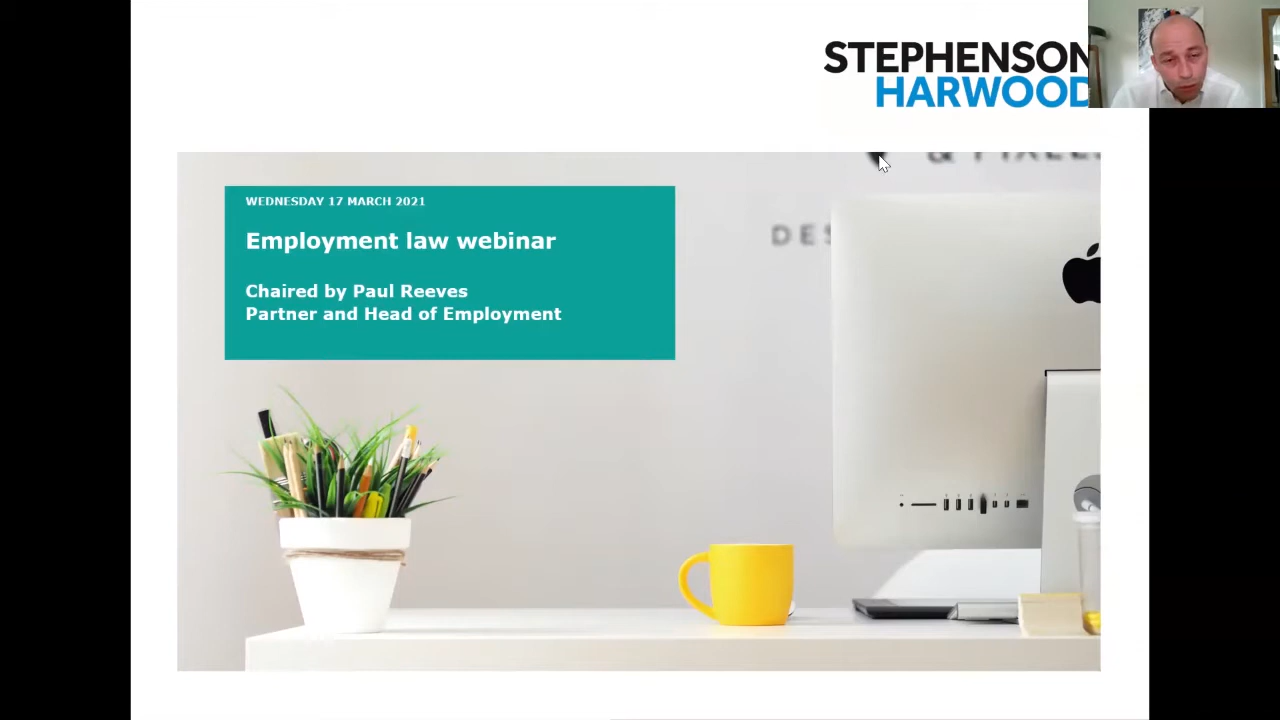 STEPHENSON
HARWOOD
WEDNESDAY 17 MARCH 2021
Employment law webinar
Chaired by Paul Reeves
Partner and Head of Employment